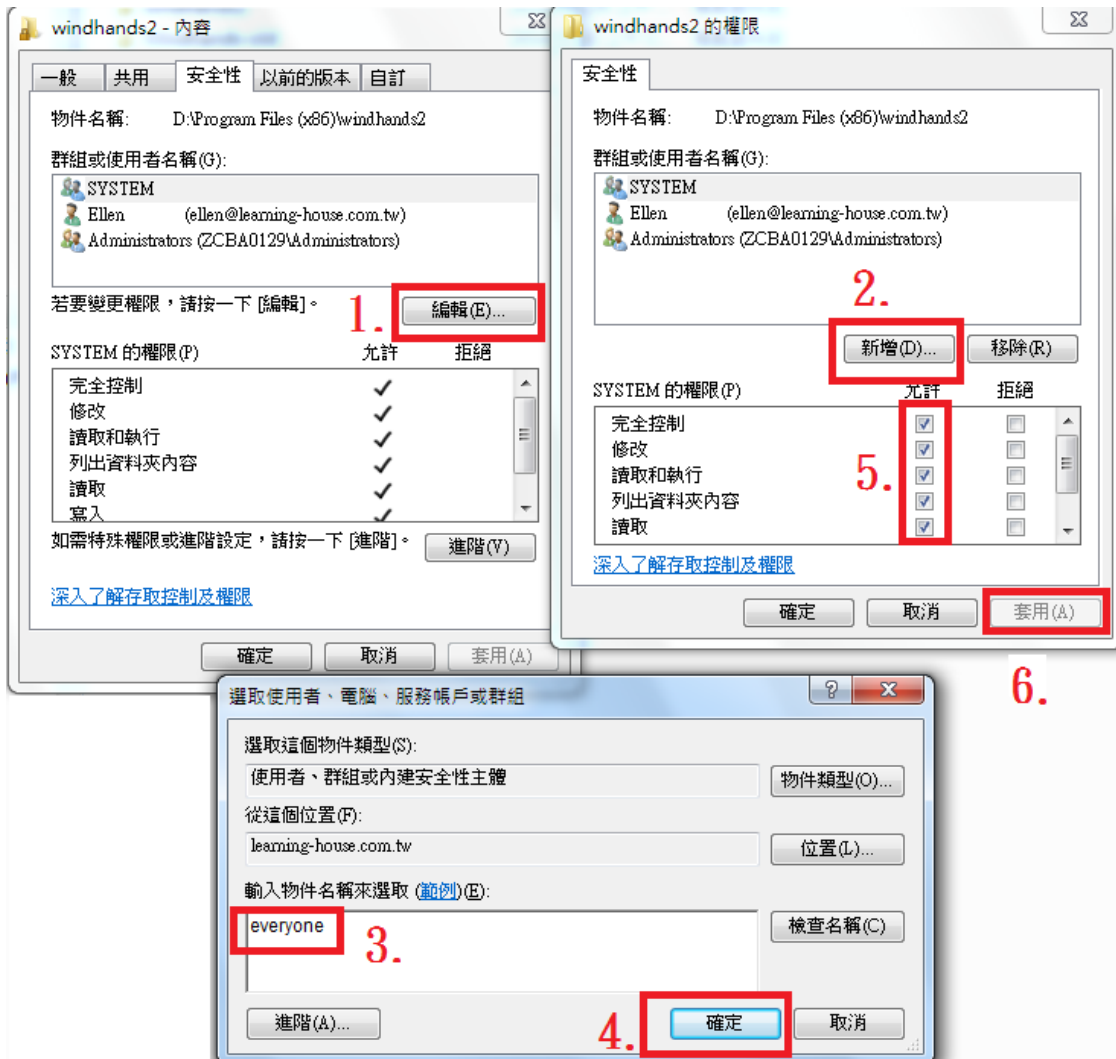 windhands2 - 內容
一般 共用 安全性 以前的版本 自訂
物件名稱: D:\Program Files (x86)\windhands2
群組或使用者名稱(G):
SYSTEM
Ellen (ellen@learning-house.com.tw)
Administrators (ZCBA0129\Administrators)
若要變更權限，請按一下 [編輯]。
1.
編輯(E)...
SYSTEM 的權限(P) 允許 拒絕
完全控制
修改
讀取和執行
列出資料夾內容
讀取
寫入
如需特殊權限或進階設定，請按一下 [進階]。
進階(V)
深入了解存取控制及權限
確定 取消 套用(A)
windhands2 的權限
安全性
物件名稱: D:\Program Files (x86)\windhands2
群組或使用者名稱(G):
SYSTEM
Ellen (ellen@learning-house.com.tw)
Administrators (ZCBA0129\Administrators)
2.
新增(D)... 移除(R)
SYSTEM 的權限(P) 允許 拒絕
完全控制
修改
讀取和執行
列出資料夾內容
讀取
5.
深入了解存取控制及權限
確定 取消 套用(A)
6.
選取使用者、電腦、服務帳戶或群組
選取這個物件類型(S):
使用者、群組或內建安全性主體
物件類型(O)...
從這個位置(F):
learning-house.com.tw
位置(L)...
輸入物件名稱來選取 (範例)(E):
everyone
3.
檢查名稱(C)
進階(A)...
4.
確定 取消